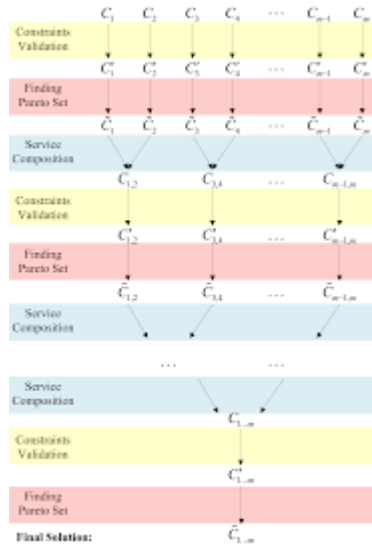 C₁ C₂ C₃ C₄ ... Cₘ₋₁ Cₘ
Constraints
Validation
C'₁ C'₂ C'₃ C'₄ ... C'ₘ₋₁ C'ₘ
Finding
Pareto Set
C̃₁ C̃₂ C̃₃ C̃₄ ... C̃ₘ₋₁ C̃ₘ
Service
Composition
C₁,₂ C₃,₄ ... Cₘ₋₁,ₘ
Constraints
Validation
C'₁,₂ C'₃,₄ ... C'ₘ₋₁,ₘ
Finding
Pareto Set
C̃₁,₂ C̃₃,₄ ... C̃ₘ₋₁,ₘ
Service
Composition
... ...
Service
Composition
C₁...ₘ
Constraints
Validation
C'₁...ₘ
Finding
Pareto Set
Final Solution: C̃₁...ₘ